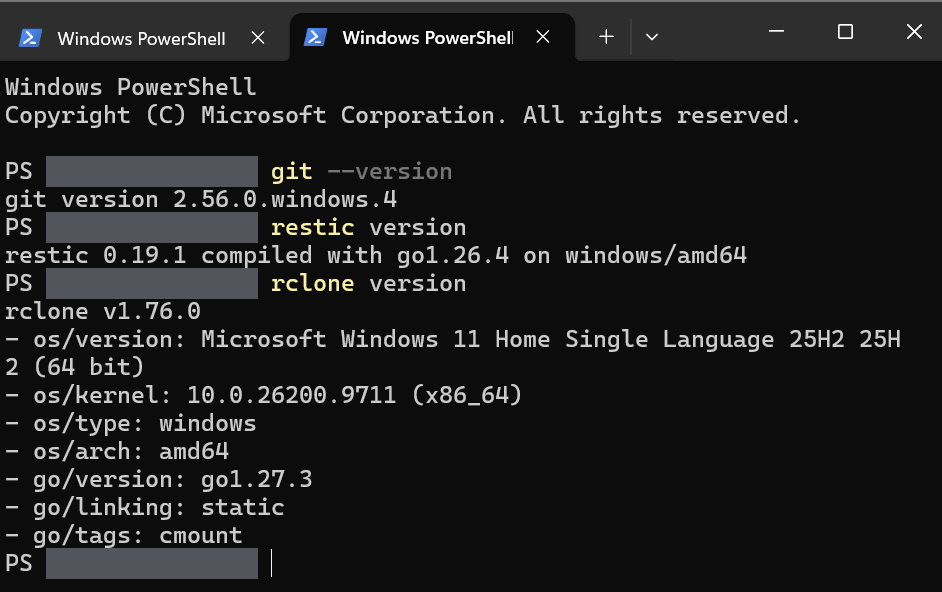 Windows PowerShell
Windows PowerShell
Windows PowerShell
Copyright (C) Microsoft Corporation. All rights reserved.
PS git --version
git version 2.56.0.windows.4
PS restic version
restic 0.19.1 compiled with go1.26.4 on windows/amd64
PS rclone version
rclone v1.76.0
- os/version: Microsoft Windows 11 Home Single Language 25H2 25H
2 (64 bit)
- os/kernel: 10.0.26200.9711 (x86_64)
- os/type: windows
- os/arch: amd64
- go/version: go1.27.3
- go/linking: static
- go/tags: cmount
PS